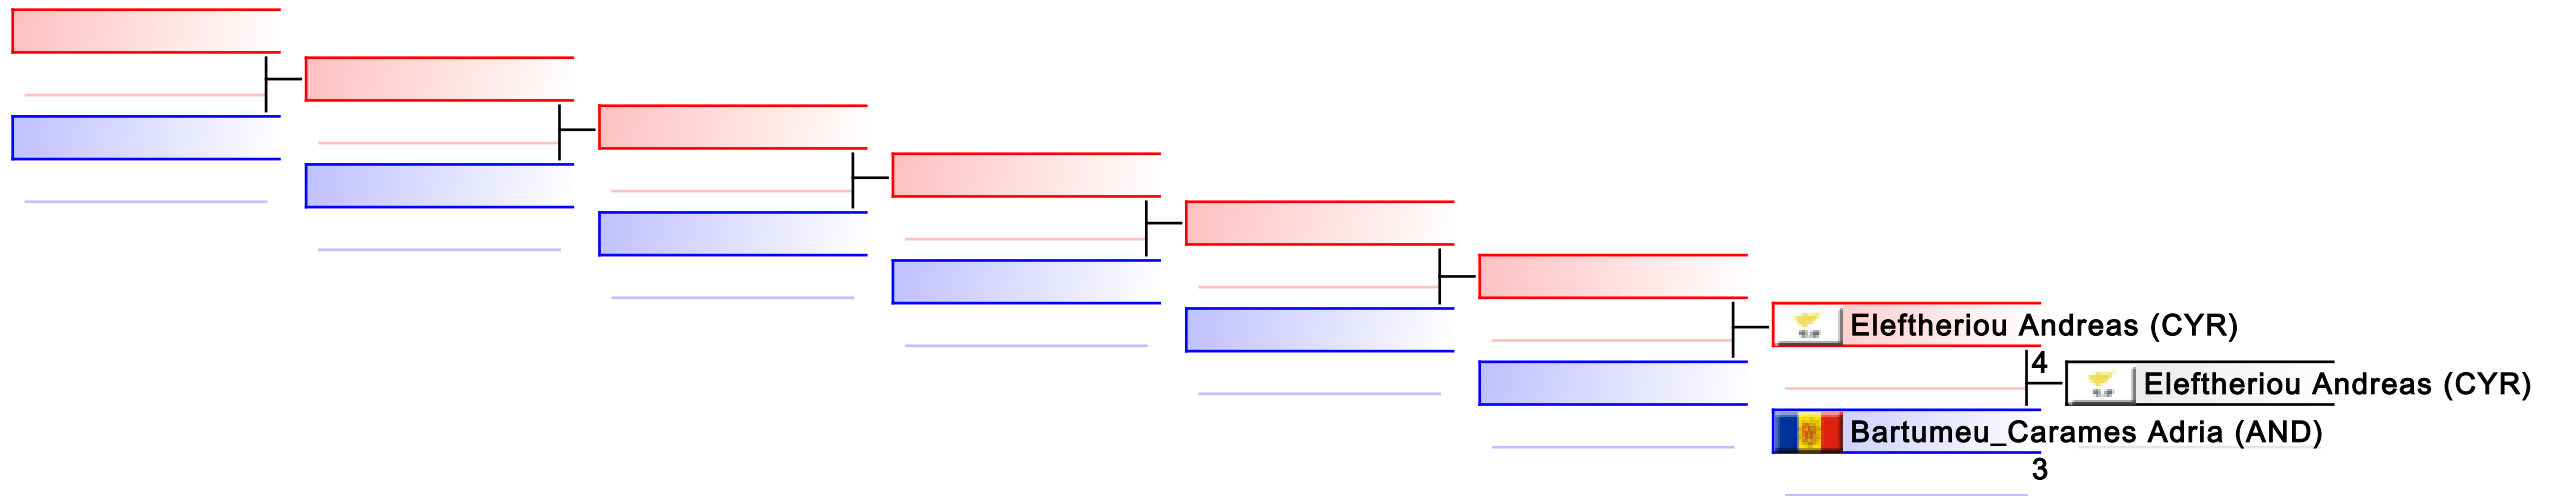 Eleftheriou Andreas (CYR)
4
Eleftheriou Andreas (CYR)
Bartumeu_Carames Adria (AND)
3